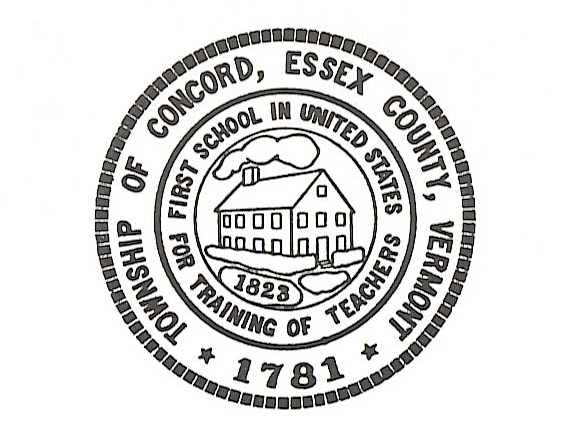 TOWNSHIP OF CONCORD, ESSEX COUNTY, VERMONT
★ 1781 ★
FIRST SCHOOL IN UNITED STATES
FOR TRAINING OF TEACHERS
1823